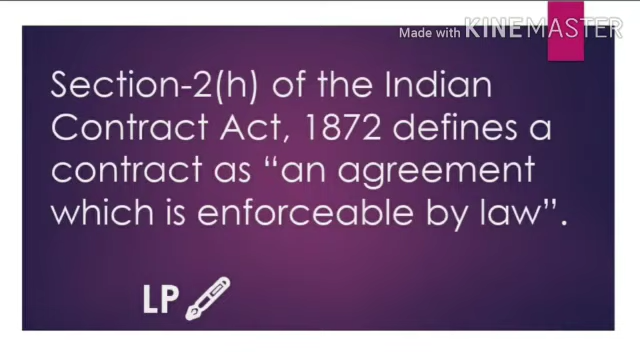 Made with KINEMASTER
Section-2(h) of the Indian
Contract Act, 1872 defines a
contract as “an agreement
which is enforceable by law”.
LP